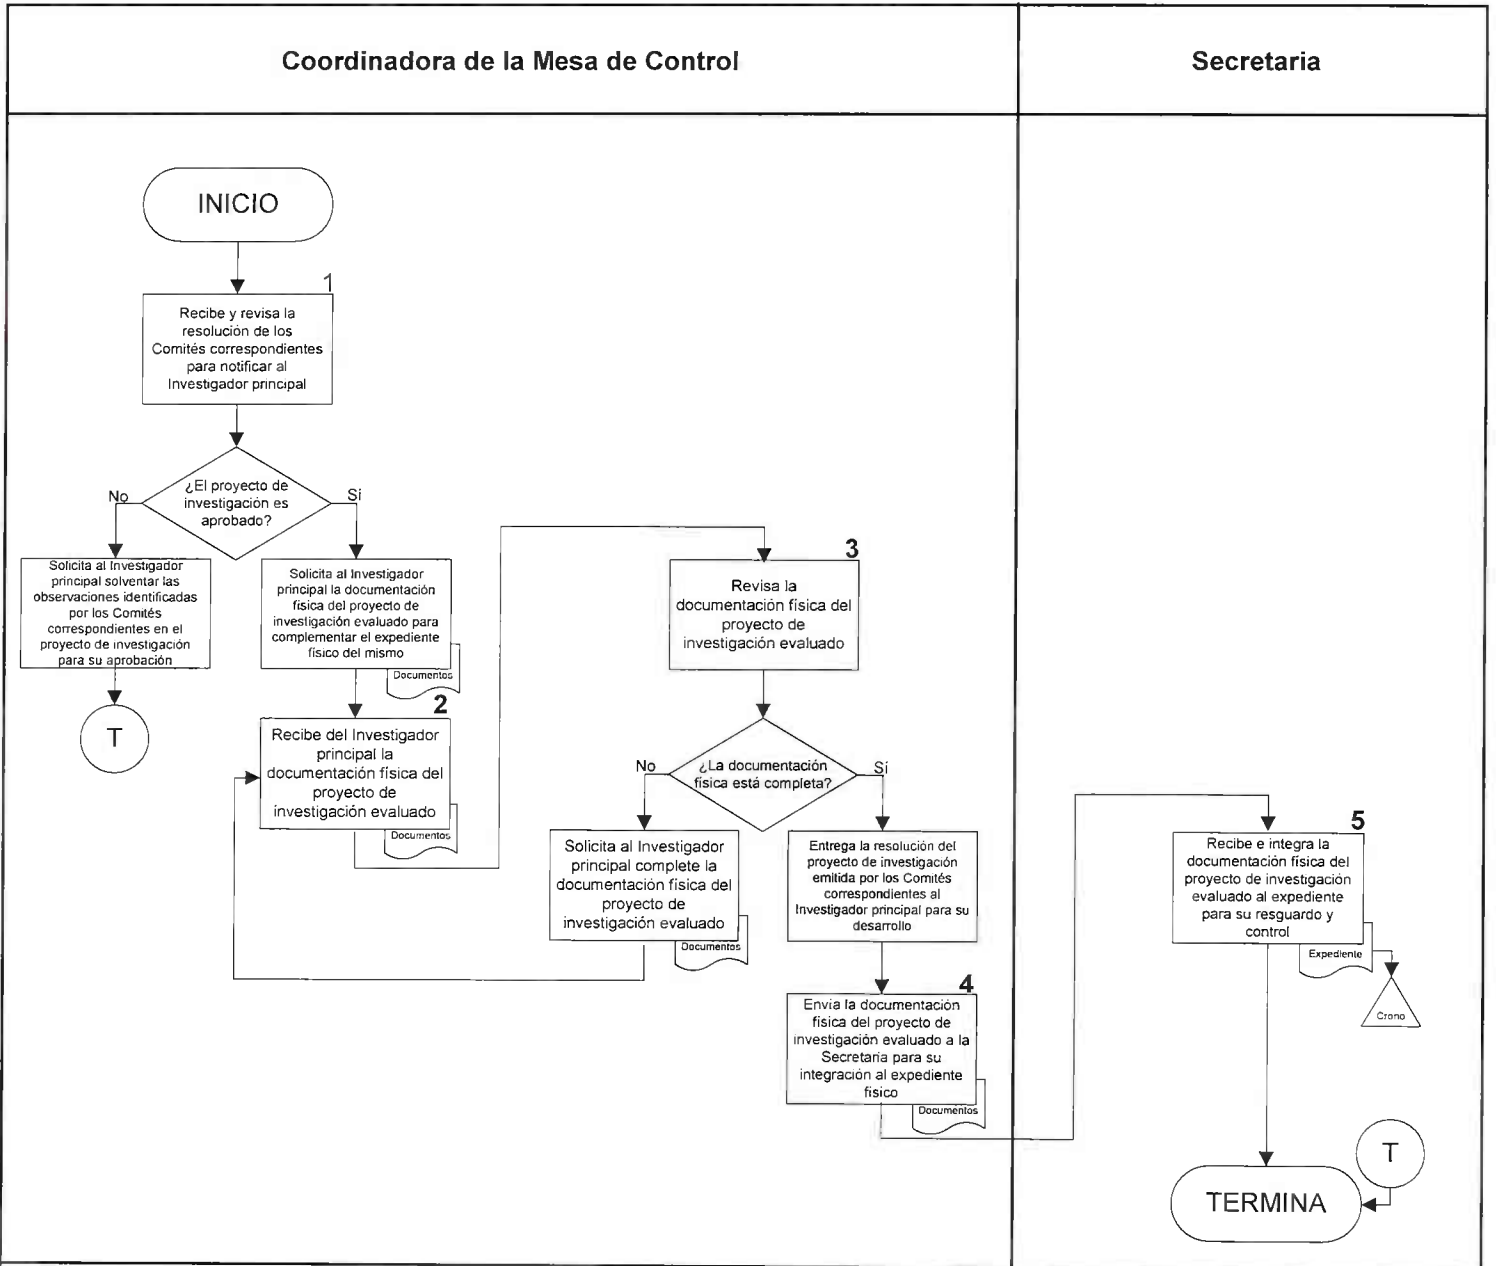 Coordinadora de la Mesa de Control
Secretaria
INICIO
1
Recibe y revisa la
resolución de los
Comités correspondientes
para notificar al
Investigador principal
¿El proyecto de
investigación es
aprobado?
No
Sí
Solicita al Investigador
principal solventar las
observaciones identificadas
por los Comités
correspondientes en el
proyecto de investigación
para su aprobación
T
Solicita al Investigador
principal la documentación
física del proyecto de
investigación evaluado para
complementar el expediente
físico del mismo
Documentos
2
Recibe del Investigador
principal la
documentación física del
proyecto de
investigación evaluado
Documentos
3
Revisa la
documentación física del
proyecto de
investigación evaluado
¿La documentación
física está completa?
No
Sí
Solicita al Investigador
principal complete la
documentación física del
proyecto de
investigación evaluado
Documentos
Entrega la resolución del
proyecto de investigación
emitida por los Comités
correspondientes al
Investigador principal para su
desarrollo
4
Envía la documentación
física del proyecto de
investigación evaluado a la
Secretaría para su
integración al expediente
físico
Documentos
5
Recibe e integra la
documentación física del
proyecto de investigación
evaluado al expediente
para su resguardo y
control
Expediente
Crono
T
TERMINA